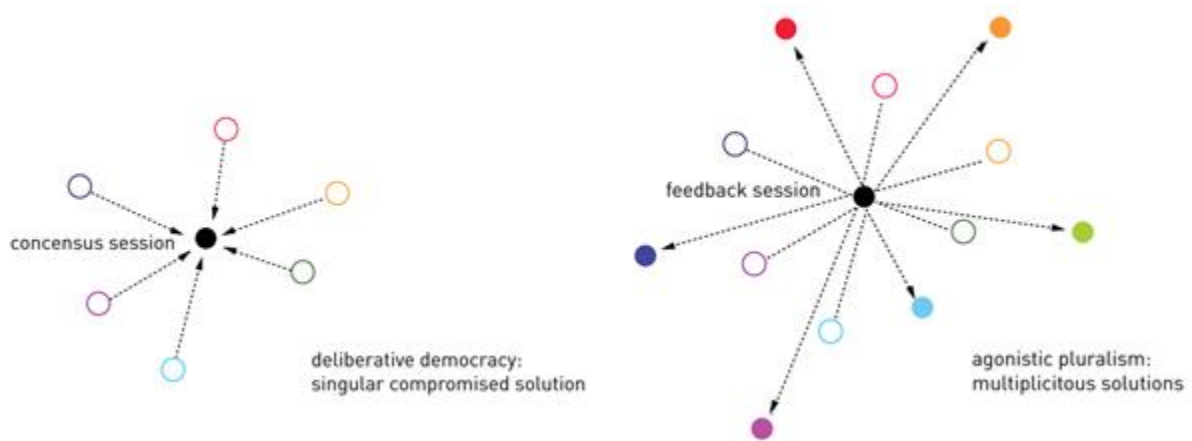 concensus session
deliberative democracy:
singular compromised solution
feedback session
agonistic pluralism:
multiplicitous solutions